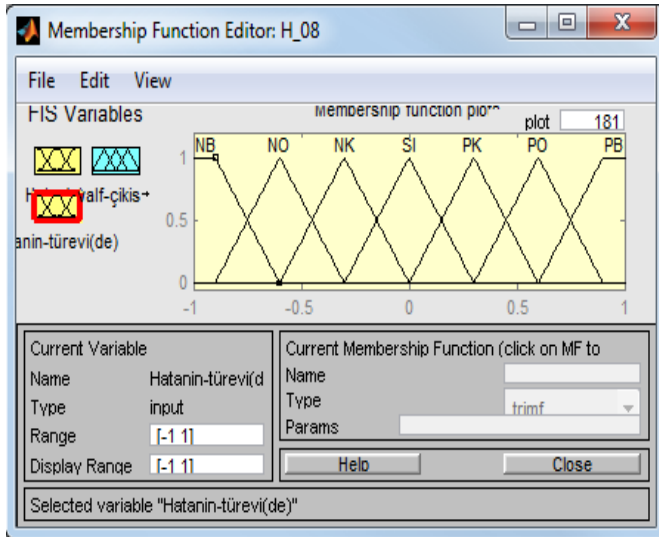 Membership Function Editor: H_08
X
File Edit View
FIS Variables
Membership function plots
plot 181
NB NO NK SI PK PO PB
1
0.5
0
-1 -0.5 0 0.5 1
valf-çikis
anin-türevi(de)
Current Variable
Name Hatanin-türevi(d
Type input
Range [-1 1]
Display Range [-1 1]
Current Membership Function (click on MF to
Name
Type trimf
Params
Help Close
Selected variable "Hatanin-türevi(de)"